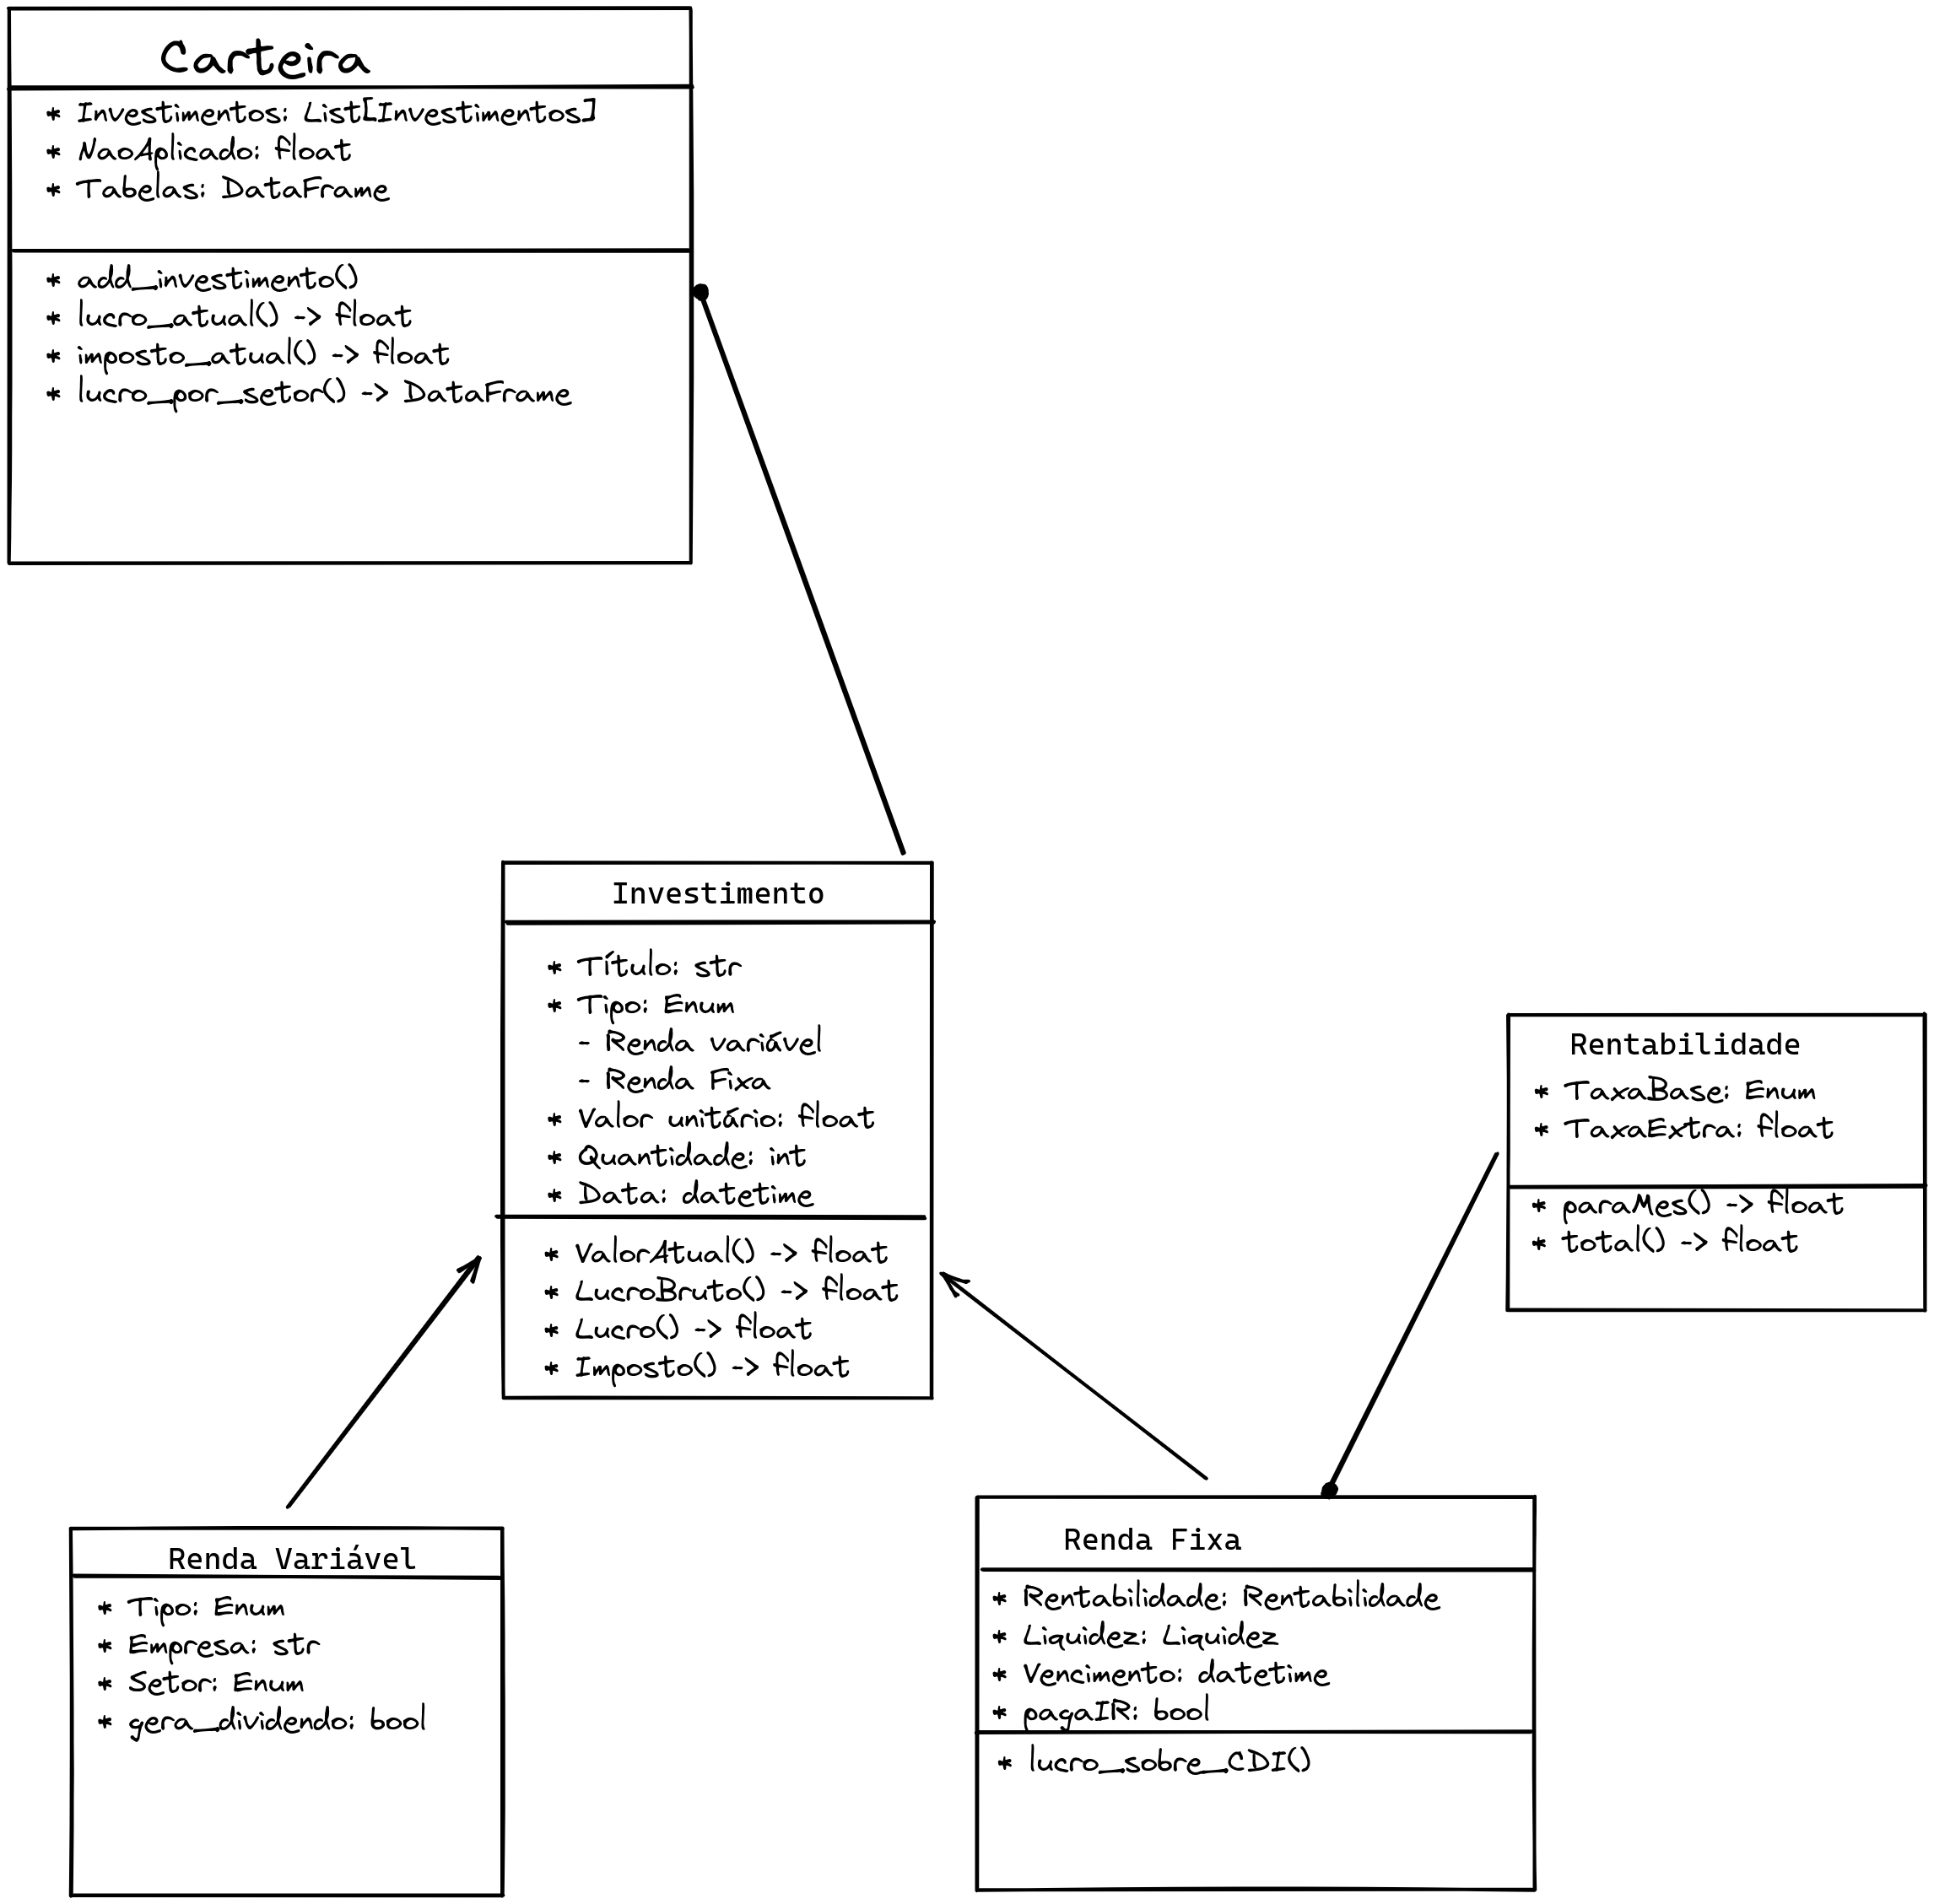 Carteira
* Investimentos: List[Investimentos]
* NaoAplicado: float
* Tabelas: DataFrame
* add_investimento()
* lucro_atual() -> float
* imposto_atual() -> float
* lucro_por_setor() -> DataFrame
Investimento
* Título: str
* Tipo: Enum
- Renda variável
- Renda Fixa
* Valor unitário: float
* Quantidade: int
* Data: datetime
* ValorAtual() -> float
* LucroBruto() -> float
* Lucro() -> float
* Imposto() -> float
Rentabilidade
* TaxaBase: Enum
* TaxaExtra: float
* paraMes() -> float
* total() -> float
Renda Variável
* Tipo: Enum
* Empresa: str
* Setor: Enum
* gera_dividendo: bool
Renda Fixa
* Rentabilidade: Rentabilidade
* Liquidez: Liquidez
* Vencimento: datetime
* pagaIR: bool
* lucro_sobre_CDI()